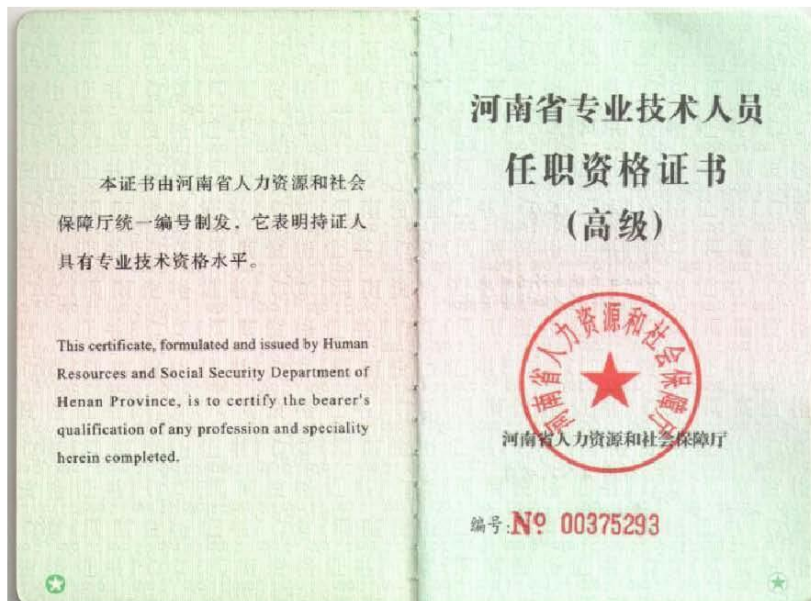 本证书由河南省人力资源和社会
保障厅统一编号制发，它表明持证人
具有专业技术资格水平。
This certificate, formulated and issued by Human
Resources and Social Security Department of
Henan Province, is to certify the bearer's
qualification of any profession and speciality
herein completed.
河南省专业技术人员
任职资格证书
(高级)
河南省人力资源和社会保障厅
河南省人力资源和社会保障厅
编号:Nº 00375293